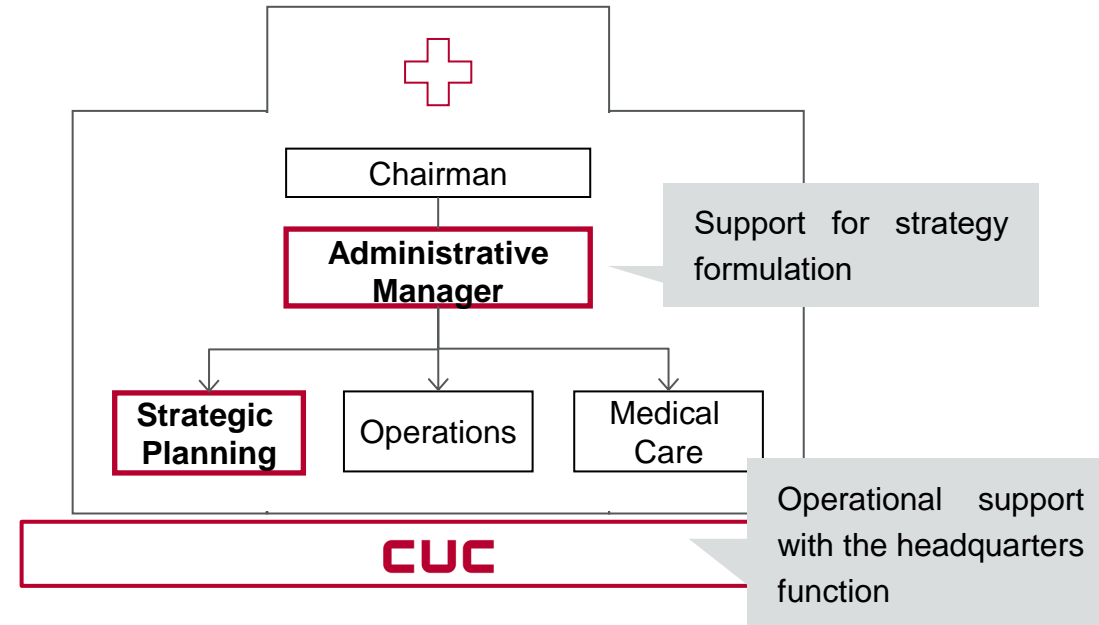 Chairman
Administrative
Manager
Support for strategy
formulation
Strategic
Planning
Operations
Medical
Care
Operational support
with the headquarters
function
CUC